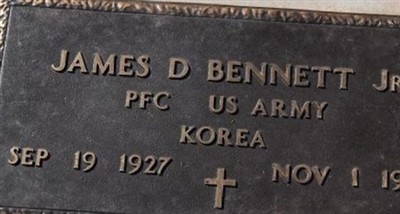 JAMES D BENNETT JR
PFC US ARMY
KOREA
SEP 19 1927 NOV 1